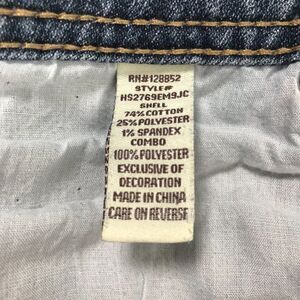 RN#128852
STYLE#
HS2769EM9JC
SHELL
74% COTTON
25% POLYESTER
1% SPANDEX
COMBO
100% POLYESTER
EXCLUSIVE OF
DECORATION
MADE IN CHINA
CARE ON REVERSE